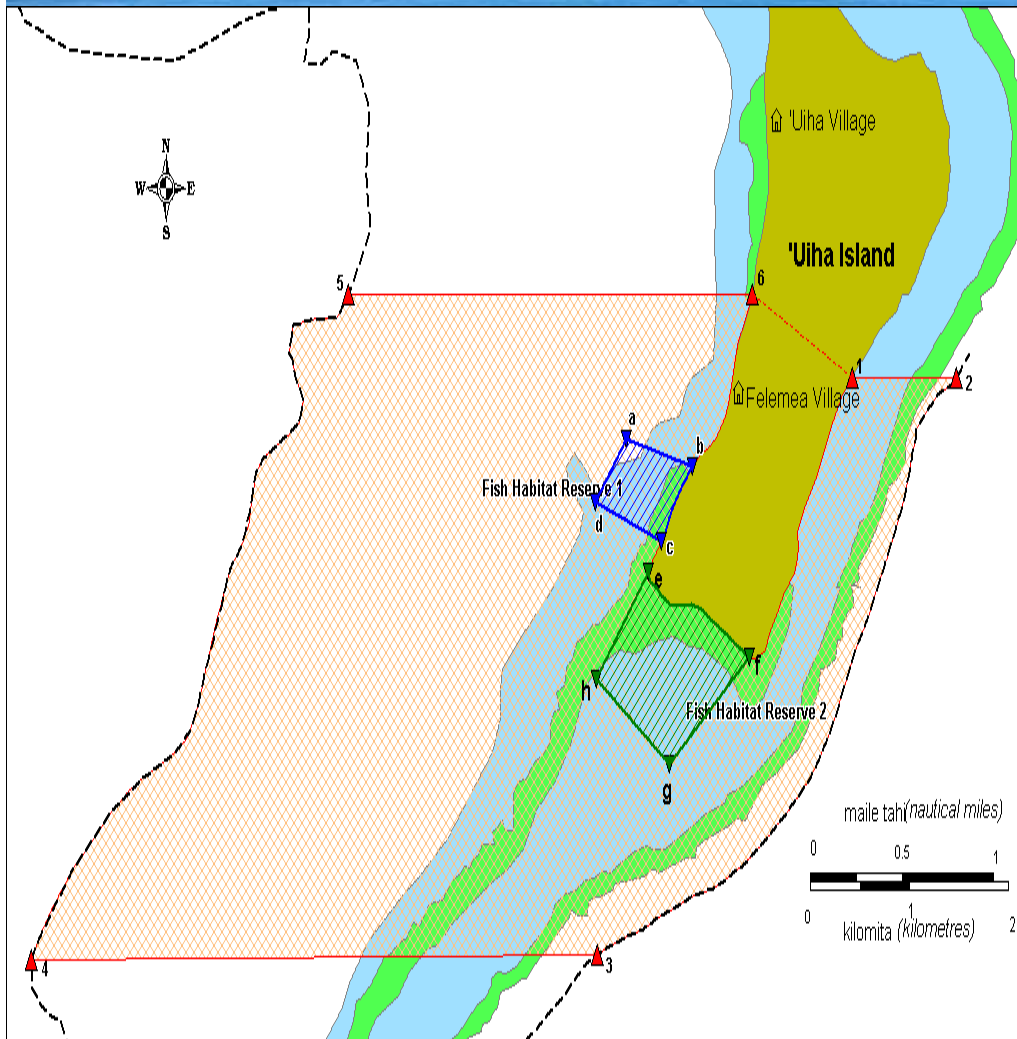 'Uiha Village
N
W E
S
'Uiha Island
5
6
1
2
Felemea Village
a
b
Fish Habitat Reserve 1
d
c
e
f
h
Fish Habitat Reserve 2
g
maile tahi (nautical miles)
0 0.5 1
0 1 2
kilomita (kilometres)
4
3